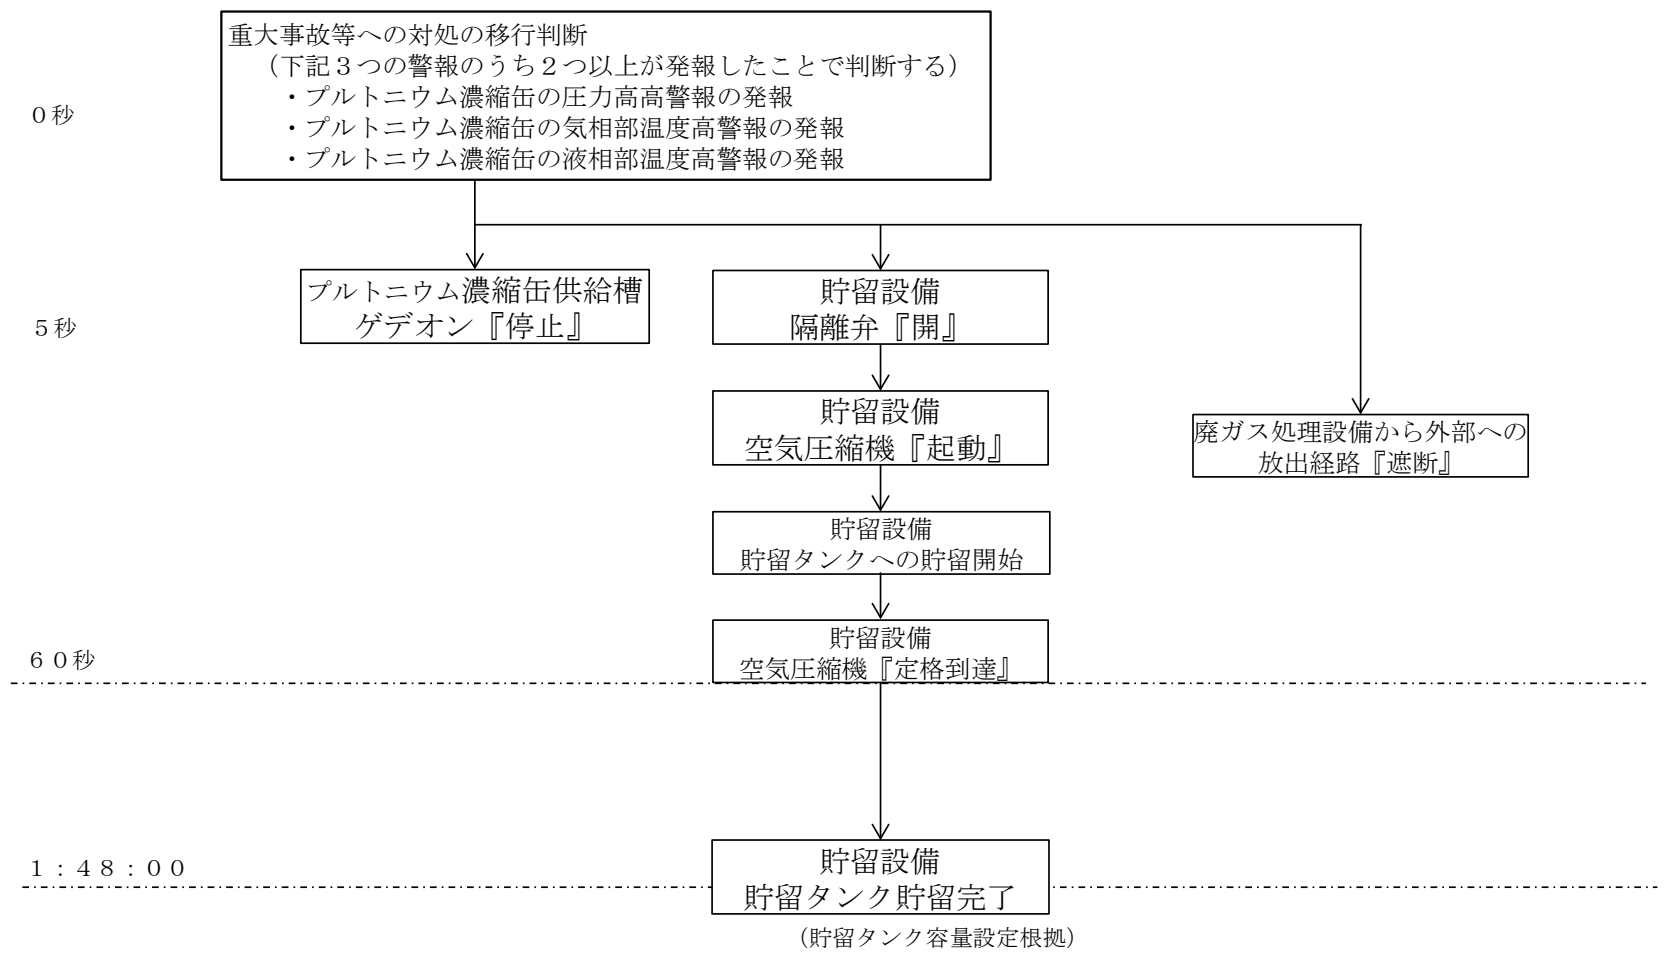 重大事故等への対処の移行判断
（下記３つの警報のうち２つ以上が発報したことで判断する）
・プルトニウム濃縮缶の圧力高高警報の発報
０秒
・プルトニウム濃縮缶の気相部温度高警報の発報
・プルトニウム濃縮缶の液相部温度高警報の発報
プルトニウム濃縮缶供給槽
ゲデオン『停止』
貯留設備
隔離弁『開』
５秒
貯留設備
空気圧縮機『起動』
廃ガス処理設備から外部への
放出経路『遮断』
貯留設備
貯留タンクへの貯留開始
貯留設備
空気圧縮機『定格到達』
６０秒
１：４８：００
貯留設備
貯留タンク貯留完了
（貯留タンク容量設定根拠）